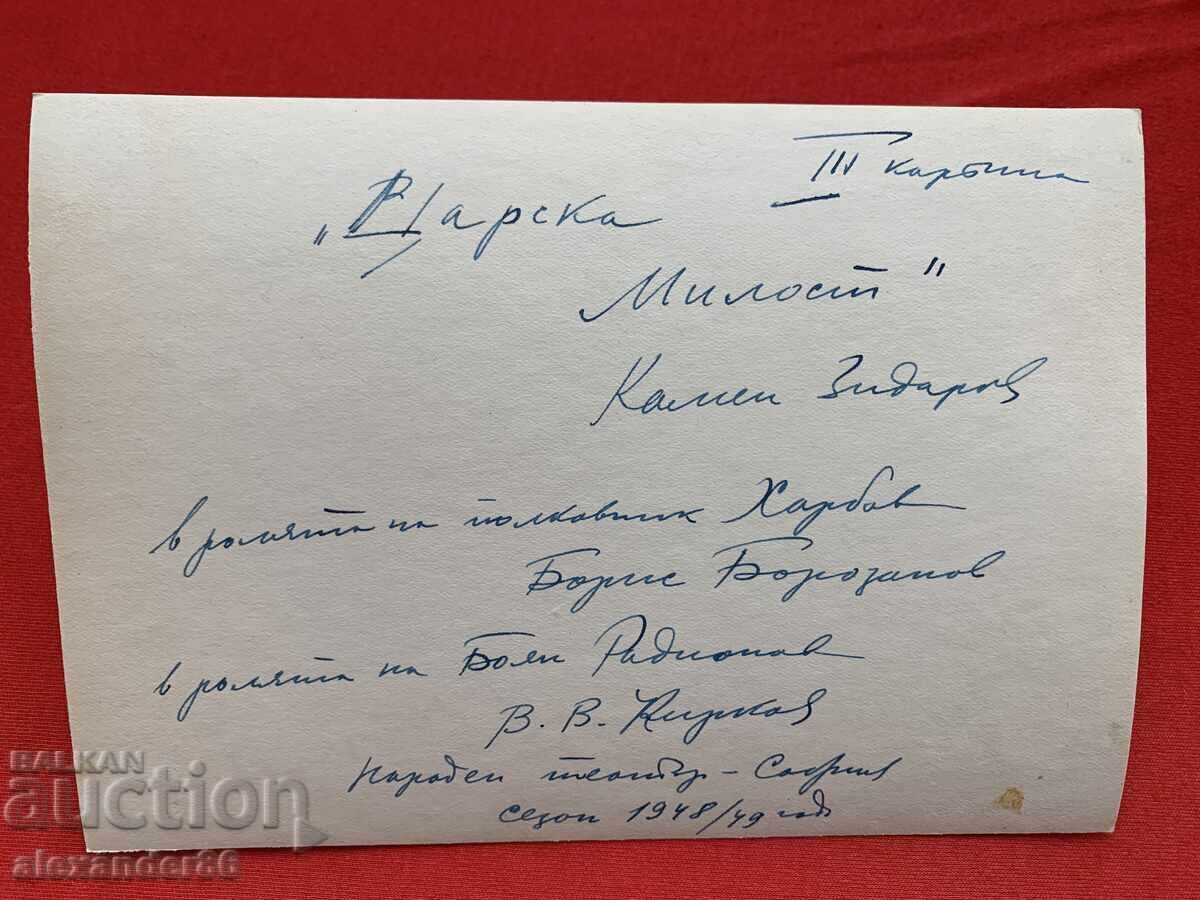 III картина
„Царска
Милост"
Камен Зидаров
в ролята на полковник Харбов
Борис Борозанов
в ролята на Боян Радионов
В. В. Кирков
Народен театър - София
сезон 1948/49 год
BALKAN
auction
alexander86